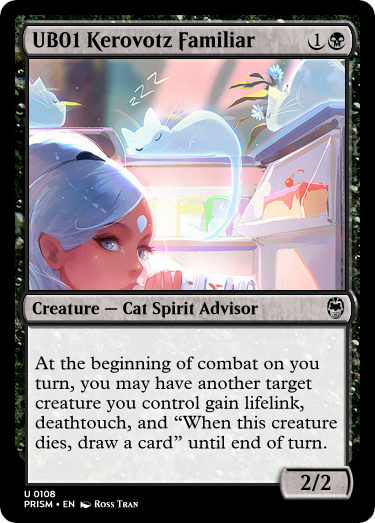 UB01 Kerovotz Familiar 1
zzz
Creature — Cat Spirit Advisor
At the beginning of combat on you
turn, you may have another target
creature you control gain lifelink,
deathtouch, and “When this creature
dies, draw a card” until end of turn.
2/2
U 0108
PRISM • EN Ross Tran